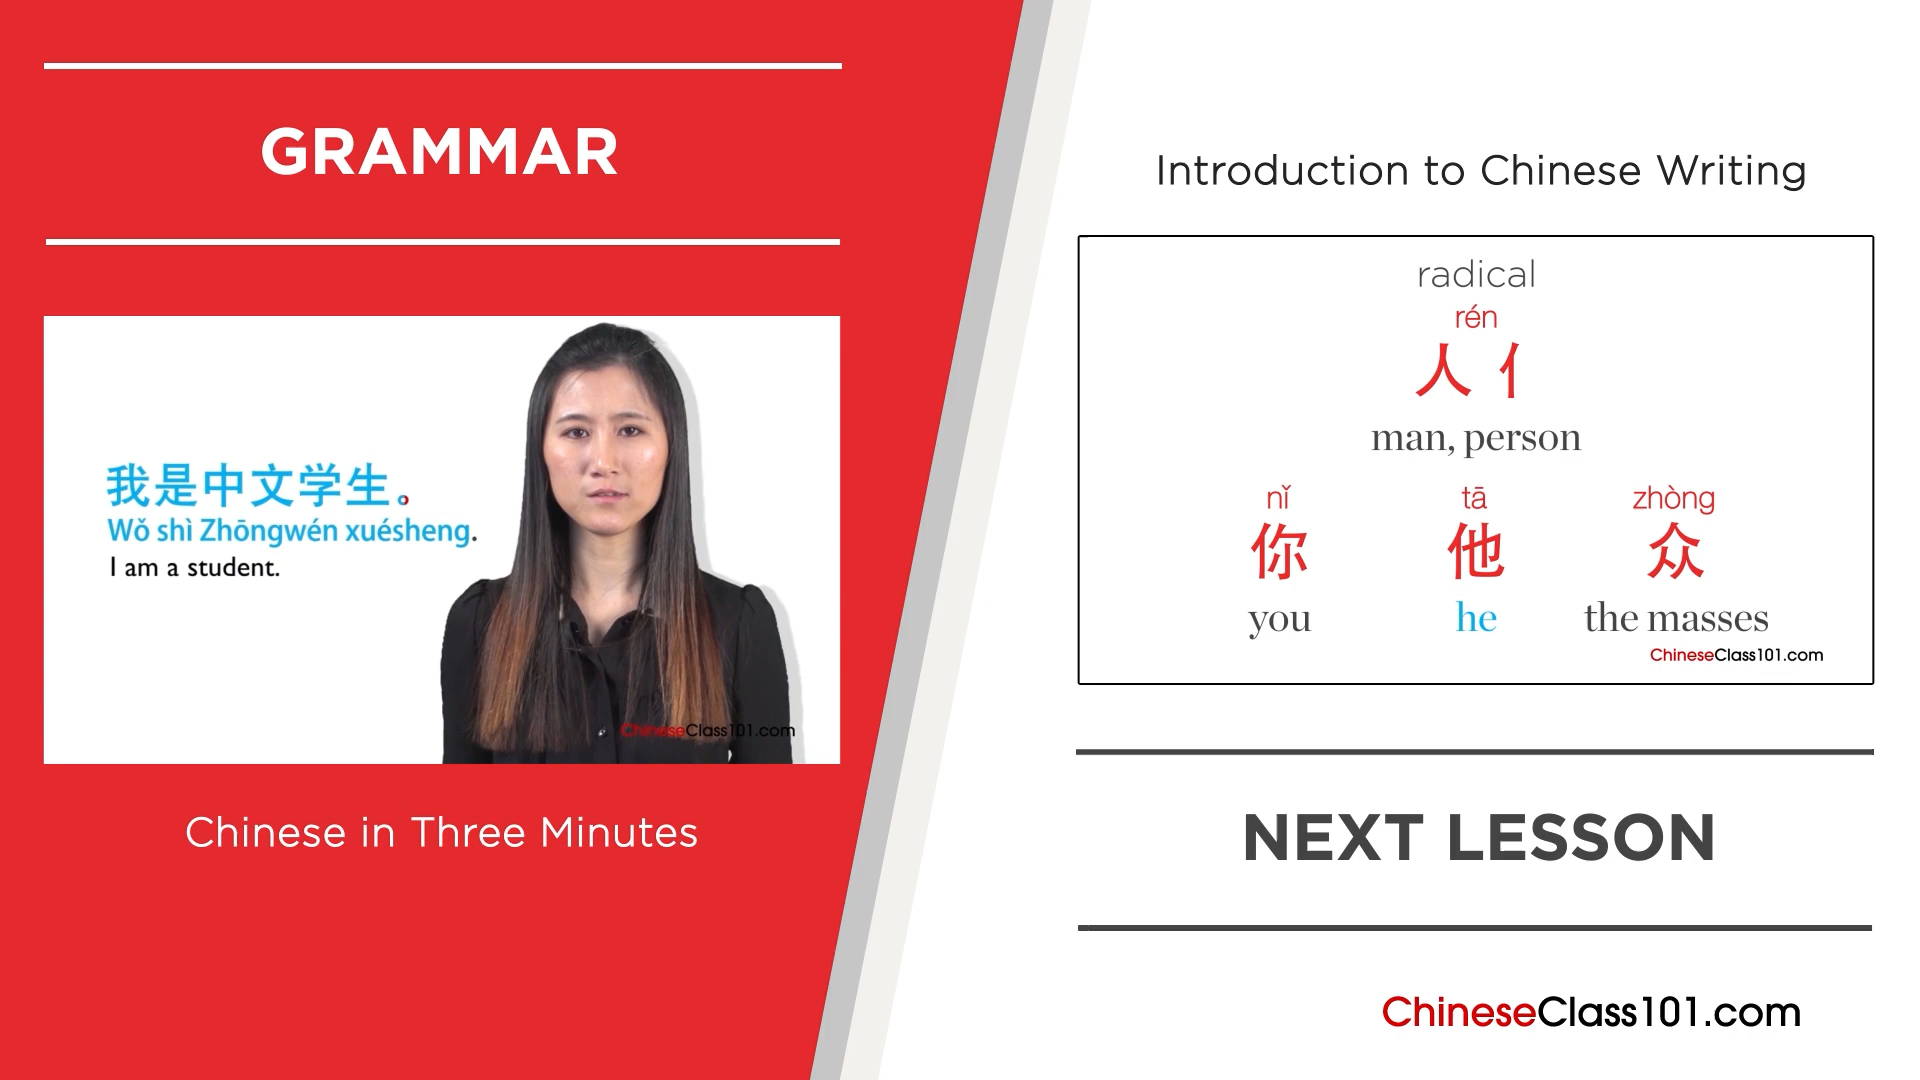 GRAMMAR
我是中文学生。
Wǒ shì Zhōngwén xuésheng.
I am a student.
ChineseClass101.com
Chinese in Three Minutes
Introduction to Chinese Writing
radical
rén
人 亻
man, person
nǐ tā zhòng
你 他 众
you he the masses
ChineseClass101.com
NEXT LESSON
ChineseClass101.com